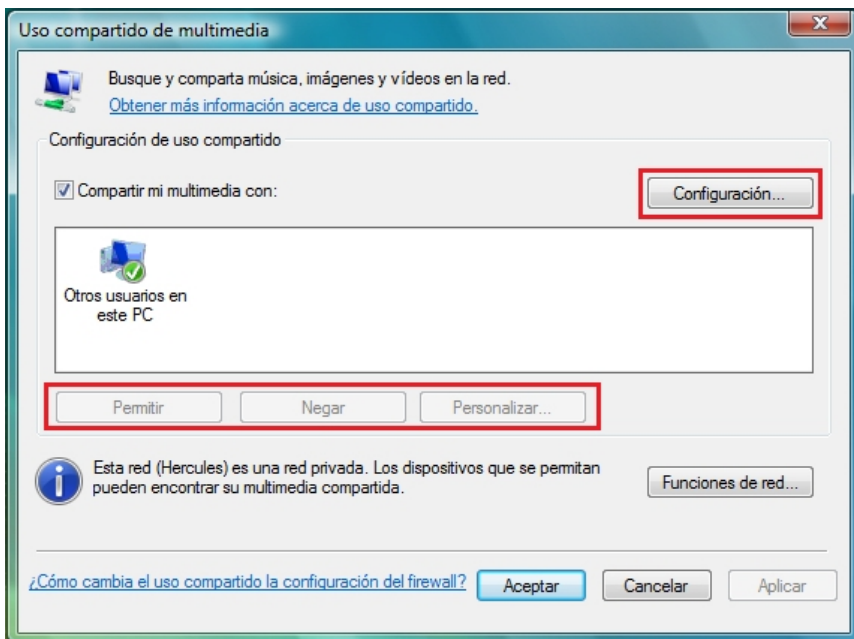 Uso compartido de multimedia
Busque y comparta música, imágenes y vídeos en la red.
Obtener más información acerca de uso compartido.
Configuración de uso compartido
Compartir mi multimedia con:
Configuración...
Otros usuarios en
este PC
Permitir
Negar
Personalizar...
Esta red (Hercules) es una red privada. Los dispositivos que se permitan
pueden encontrar su multimedia compartida.
Funciones de red...
¿Cómo cambia el uso compartido la configuración del firewall?
Aceptar
Cancelar
Aplicar